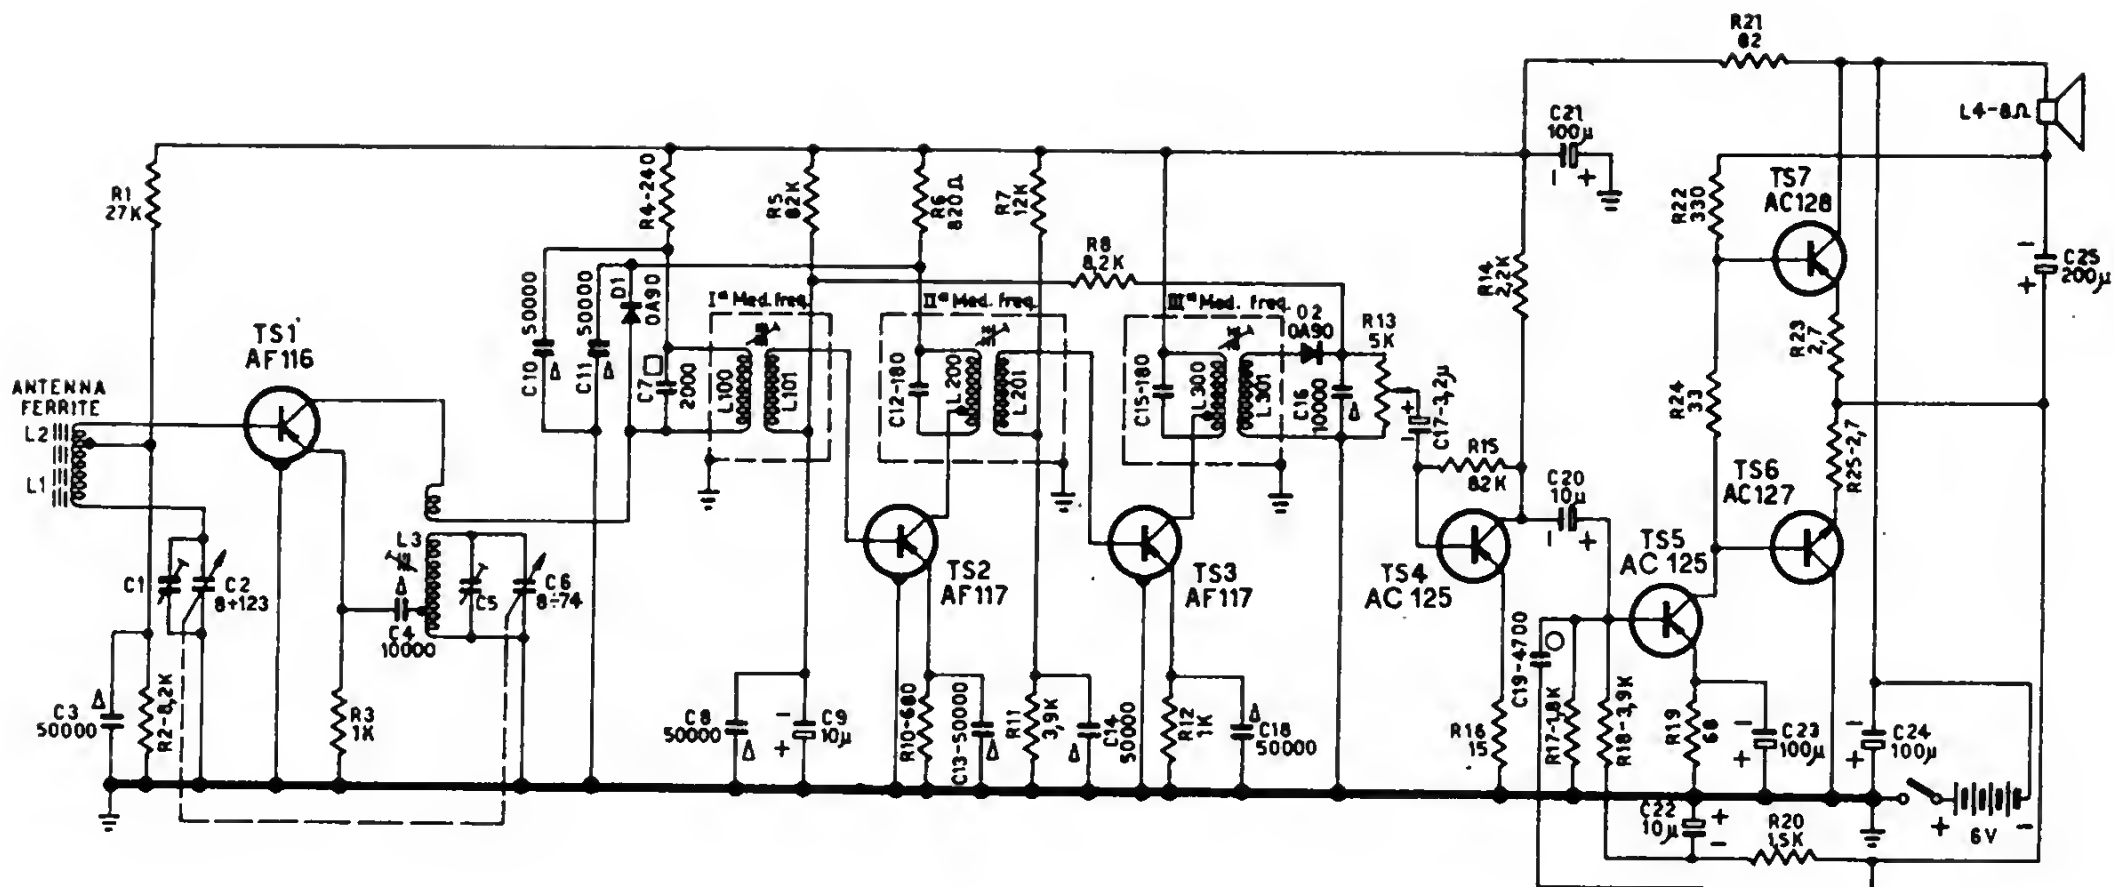 R21
82
L4-8Ω
C21
100µ
+
R1
27K
R4-240
R5
82K
R6
820Ω
R7
12K
R8
8,2K
R14
2,2K
R22
330
TS7
AC128
C25
200µ
-
+
C10 50000
C11 50000
D1
OA90
Iª Med. freq.
IIª Med. freq.
IIIª Med. freq.
D2
OA90
R13
5K
R23
2,7
TS1
AF116
ANTENNA
FERRITE
L2
L1
C7
2000
L100
L101
C12-180
L200
L201
C15-180
L300
L301
C16
10000
C17-3,2µ
+
-
R24
33
R25-2,7
R15
82K
C20
10µ
-
+
TS6
AC127
C1
C2
8÷123
L3
C4
10000
C5
C6
8÷74
TS2
AF117
TS3
AF117
TS4
AC 125
TS5
AC 125
C3
50000
R2-8,2K
R3
1K
C8
50000
-
C9
10µ
+
R10-680
C13-50000
R11
3,9K
C14
50000
R12
1K
C18
50000
R16
15
C19-4700
R17-1,8K
R18-3,9K
R19
68
-
C23
100µ
+
-
C24
100µ
+
C22
10µ
+
-
R20
1,5K
+
6V
-